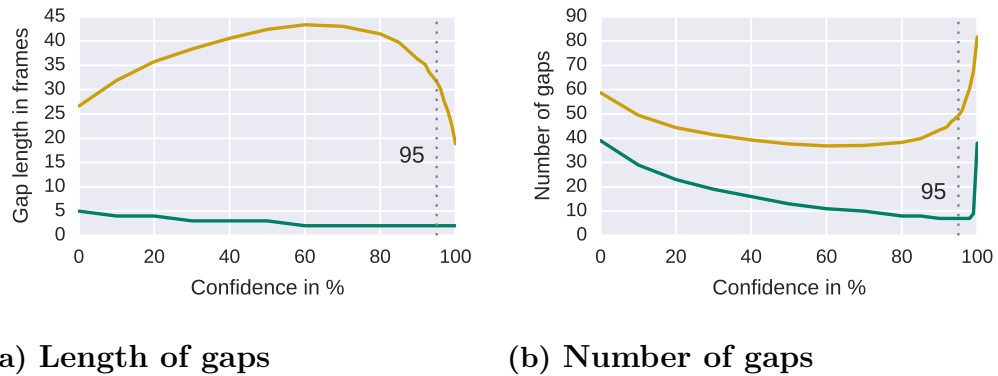 45
40
35
30
25
20
15
10
5
0
Gap length in frames
95
0 20 40 60 80 100
Confidence in %
90
80
70
60
50
40
30
20
10
0
Number of gaps
95
0 20 40 60 80 100
Confidence in %
a) Length of gaps
(b) Number of gaps